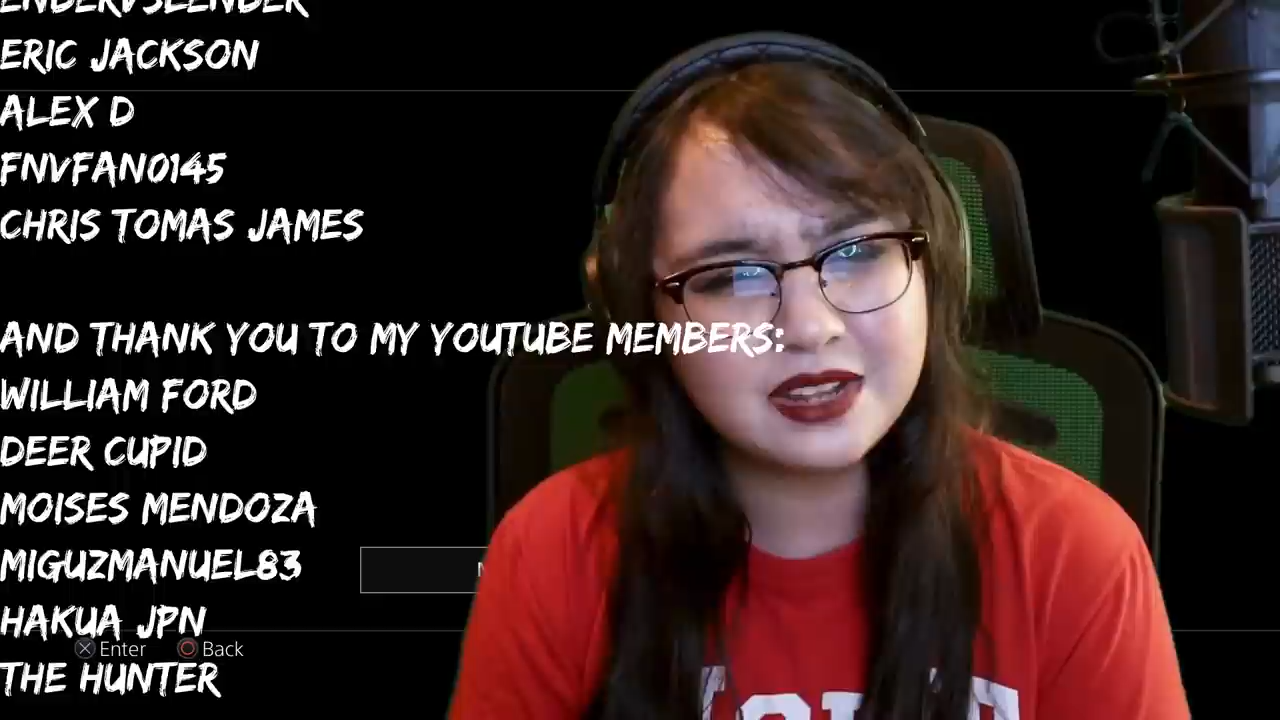 ENDERVSLENDER
ERIC JACKSON
ALEX D
FNVFAN0145
CHRIS TOMAS JAMES
AND THANK YOU TO MY YOUTUBE MEMBERS:
WILLIAM FORD
DEER CUPID
MOISES MENDOZA
MIGUZMANUEL83
HAKUA JPN
Enter Back
THE HUNTER